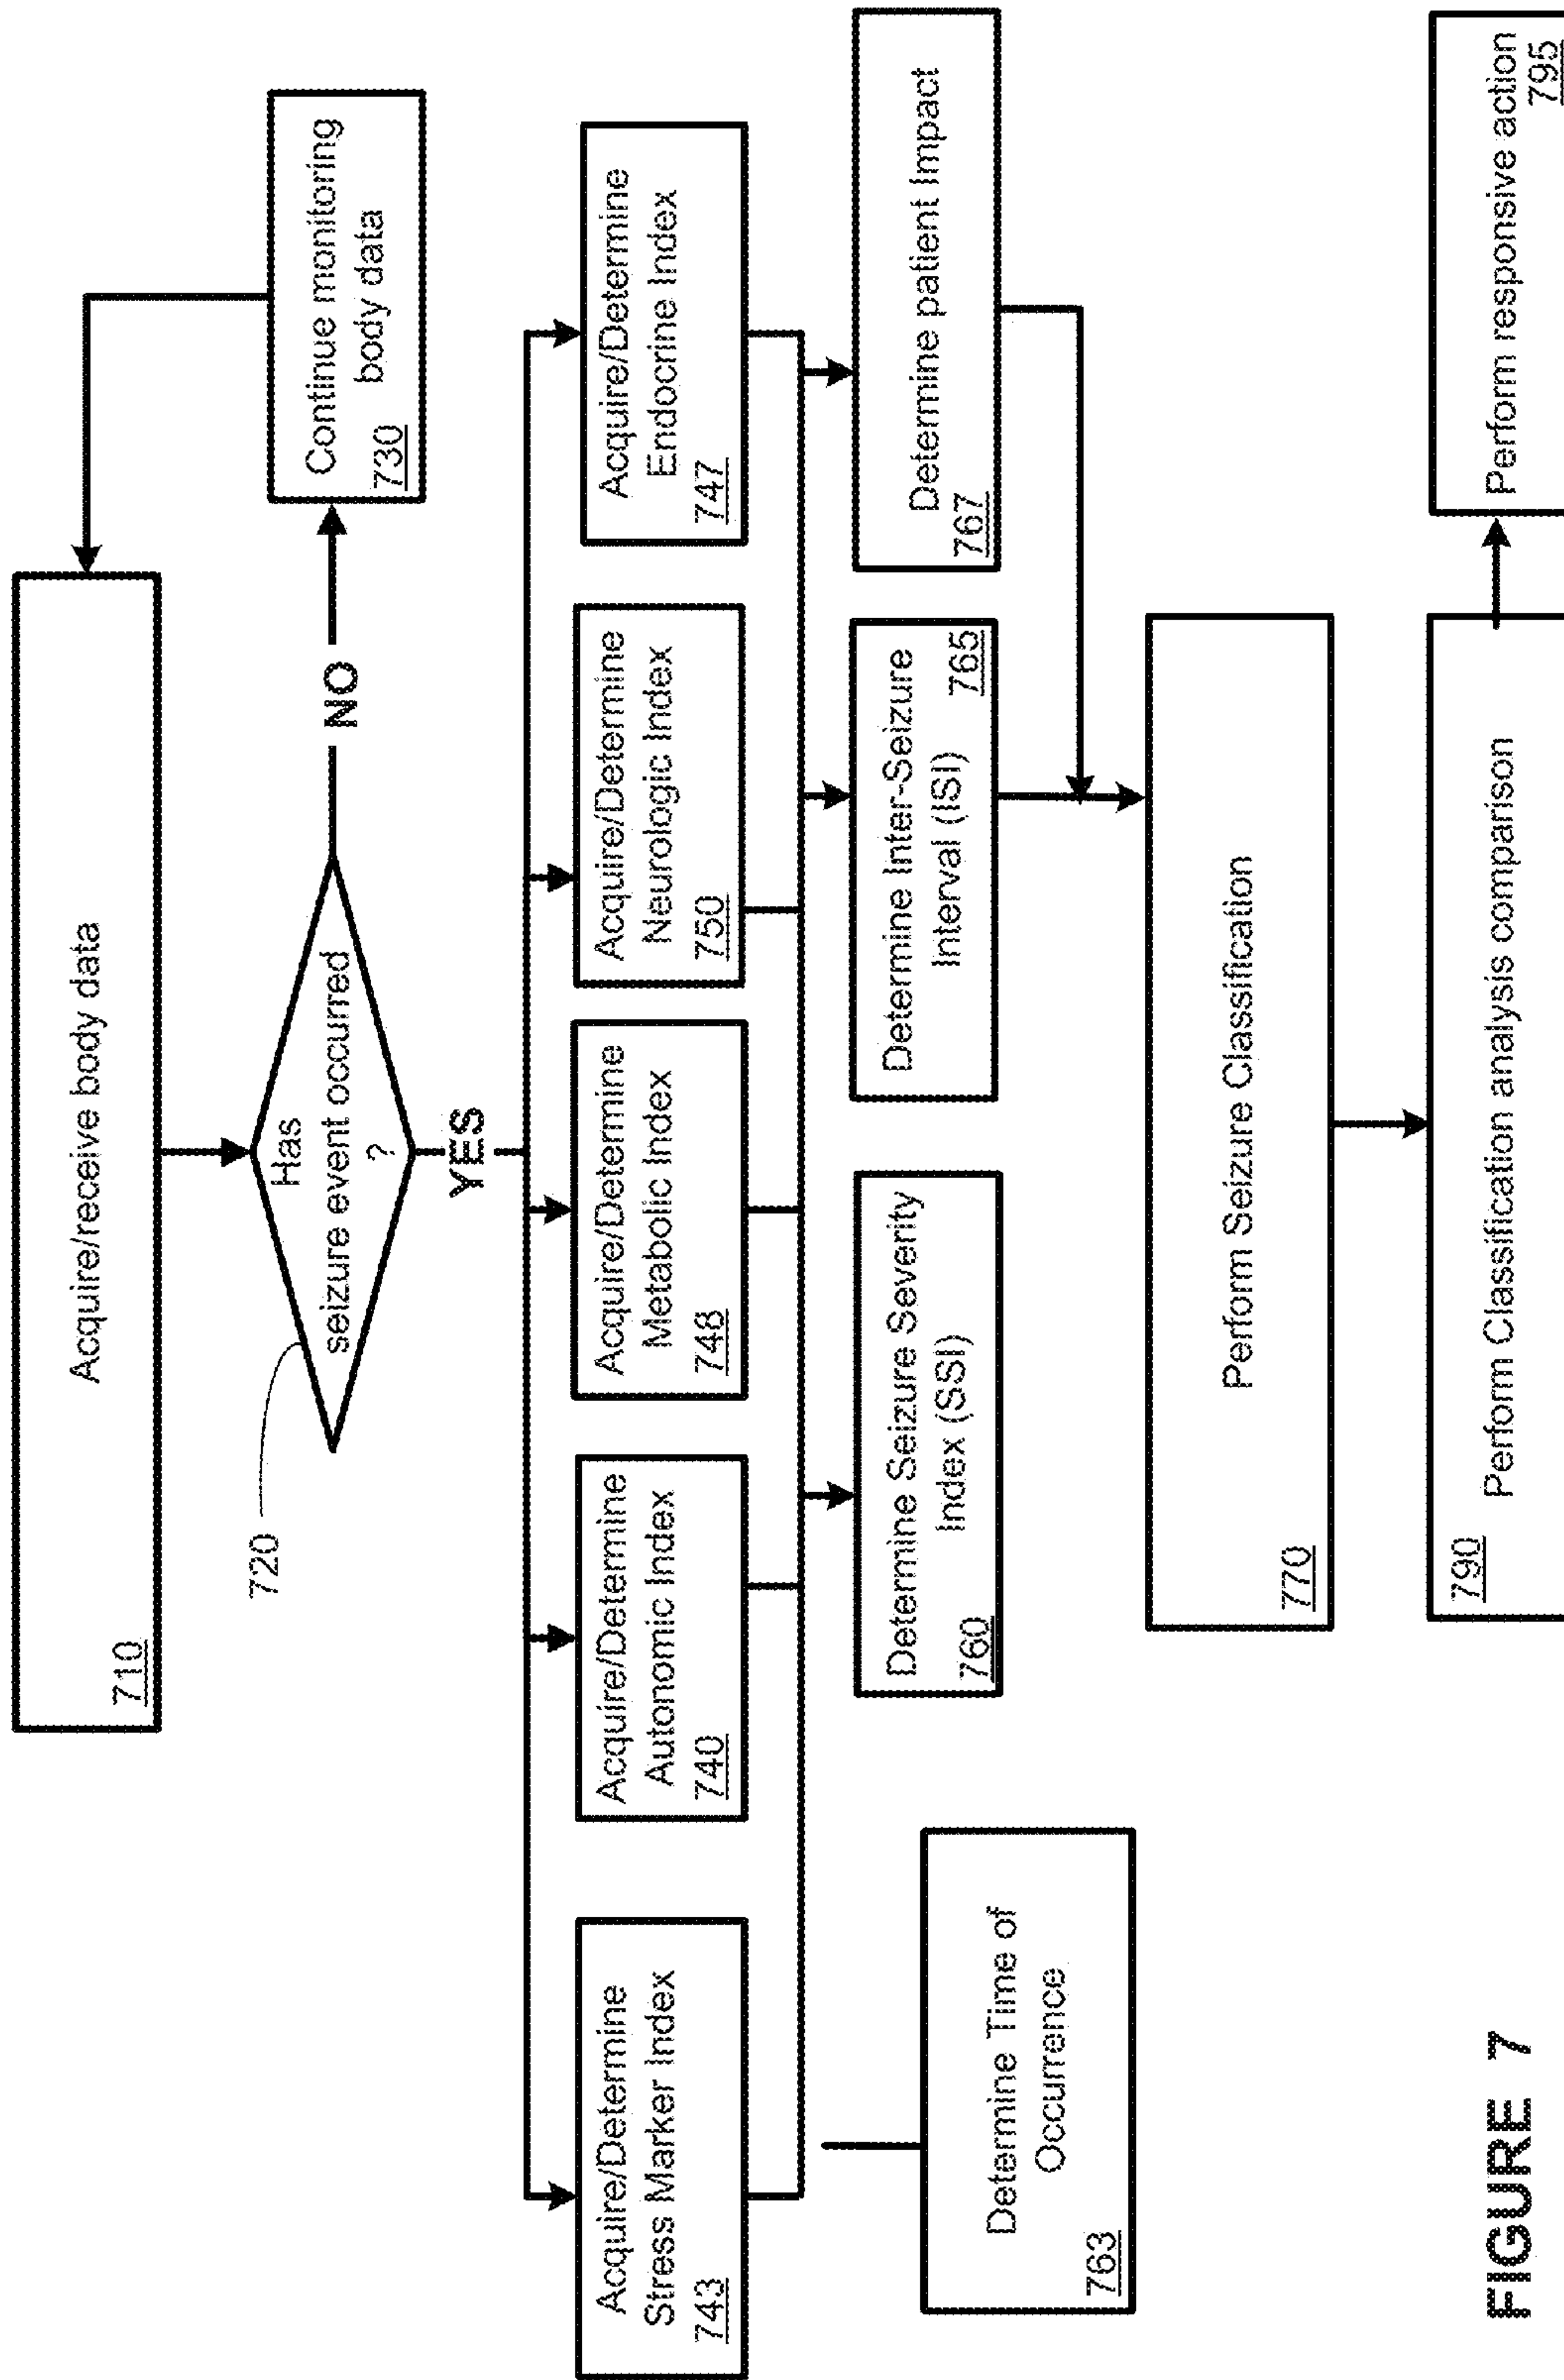 Acquire/receive body data
710
Has
seizure event occurred
?
720
NO
Continue monitoring
body data
730
YES
Acquire/Determine
Stress Marker Index
743
Acquire/Determine
Autonomic Index
740
Acquire/Determine
Metabolic Index
748
Acquire/Determine
Neurologic Index
750
Acquire/Determine
Endocrine Index
747
Determine Time of
Occurrence
763
Determine Seizure Severity
Index (SSI)
760
Determine Inter-Seizure
Interval (ISI)
765
Determine patient Impact
767
Perform Seizure Classification
770
790
Perform Classification analysis comparison
Perform responsive action
795
FIGURE 7